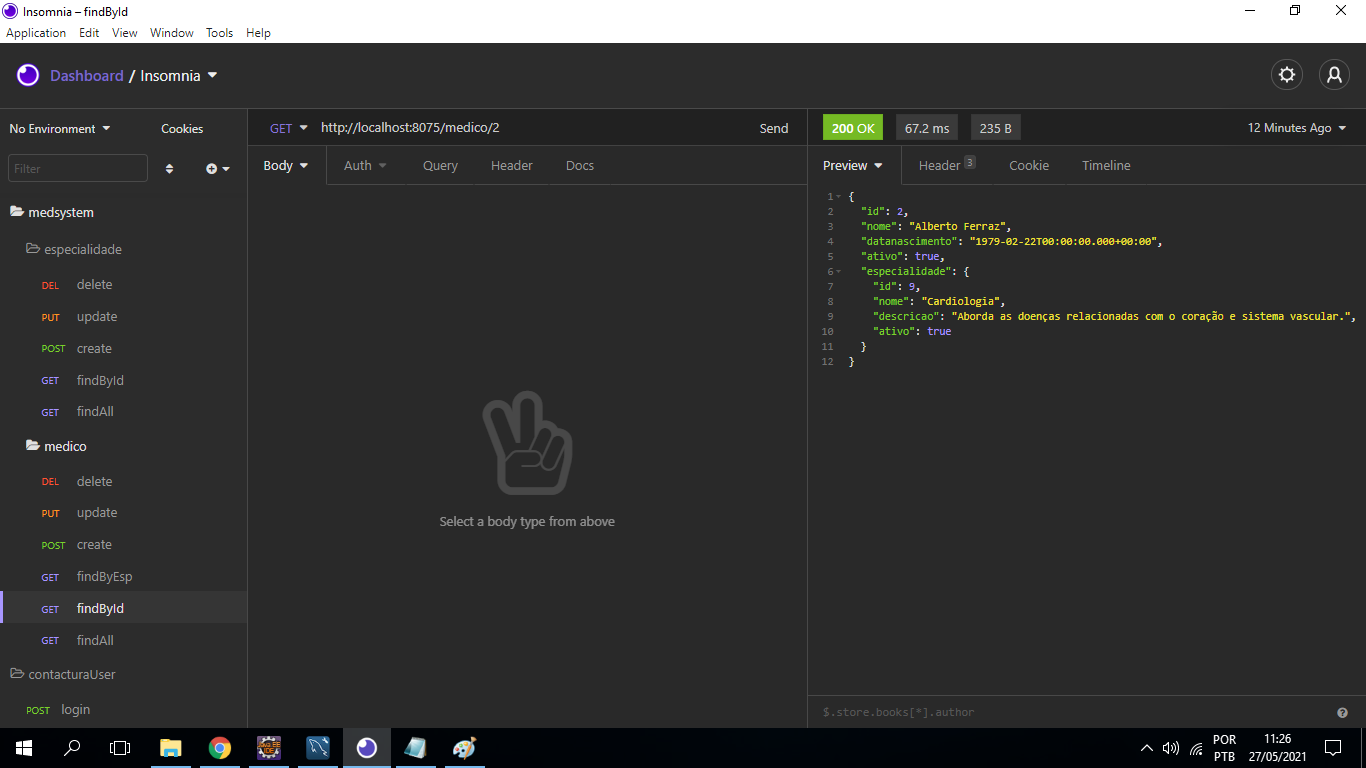 Insomnia – findById
Application Edit View Window Tools Help
Dashboard / Insomnia
No Environment Cookies
Filter
medsystem
especialidade
DEL delete
PUT update
POST create
GET findById
GET findAll
medico
DEL delete
PUT update
POST create
GET findByEsp
GET findById
GET findAll
contacturaUser
POST login
GET http://localhost:8075/medico/2 Send
Body Auth Query Header Docs
Select a body type from above
200 OK 67.2 ms 235 B 12 Minutes Ago
Preview Header 3 Cookie Timeline
1 {
2 "id": 2,
3 "nome": "Alberto Ferraz",
4 "datanascimento": "1979-02-22T00:00:00.000+00:00",
5 "ativo": true,
6 "especialidade": {
7 "id": 9,
8 "nome": "Cardiologia",
9 "descricao": "Aborda as doenças relacionadas com o coração e sistema vascular.",
10 "ativo": true
11 }
12 }
$.store.books[*].author
POR
PTB
11:26
27/05/2021